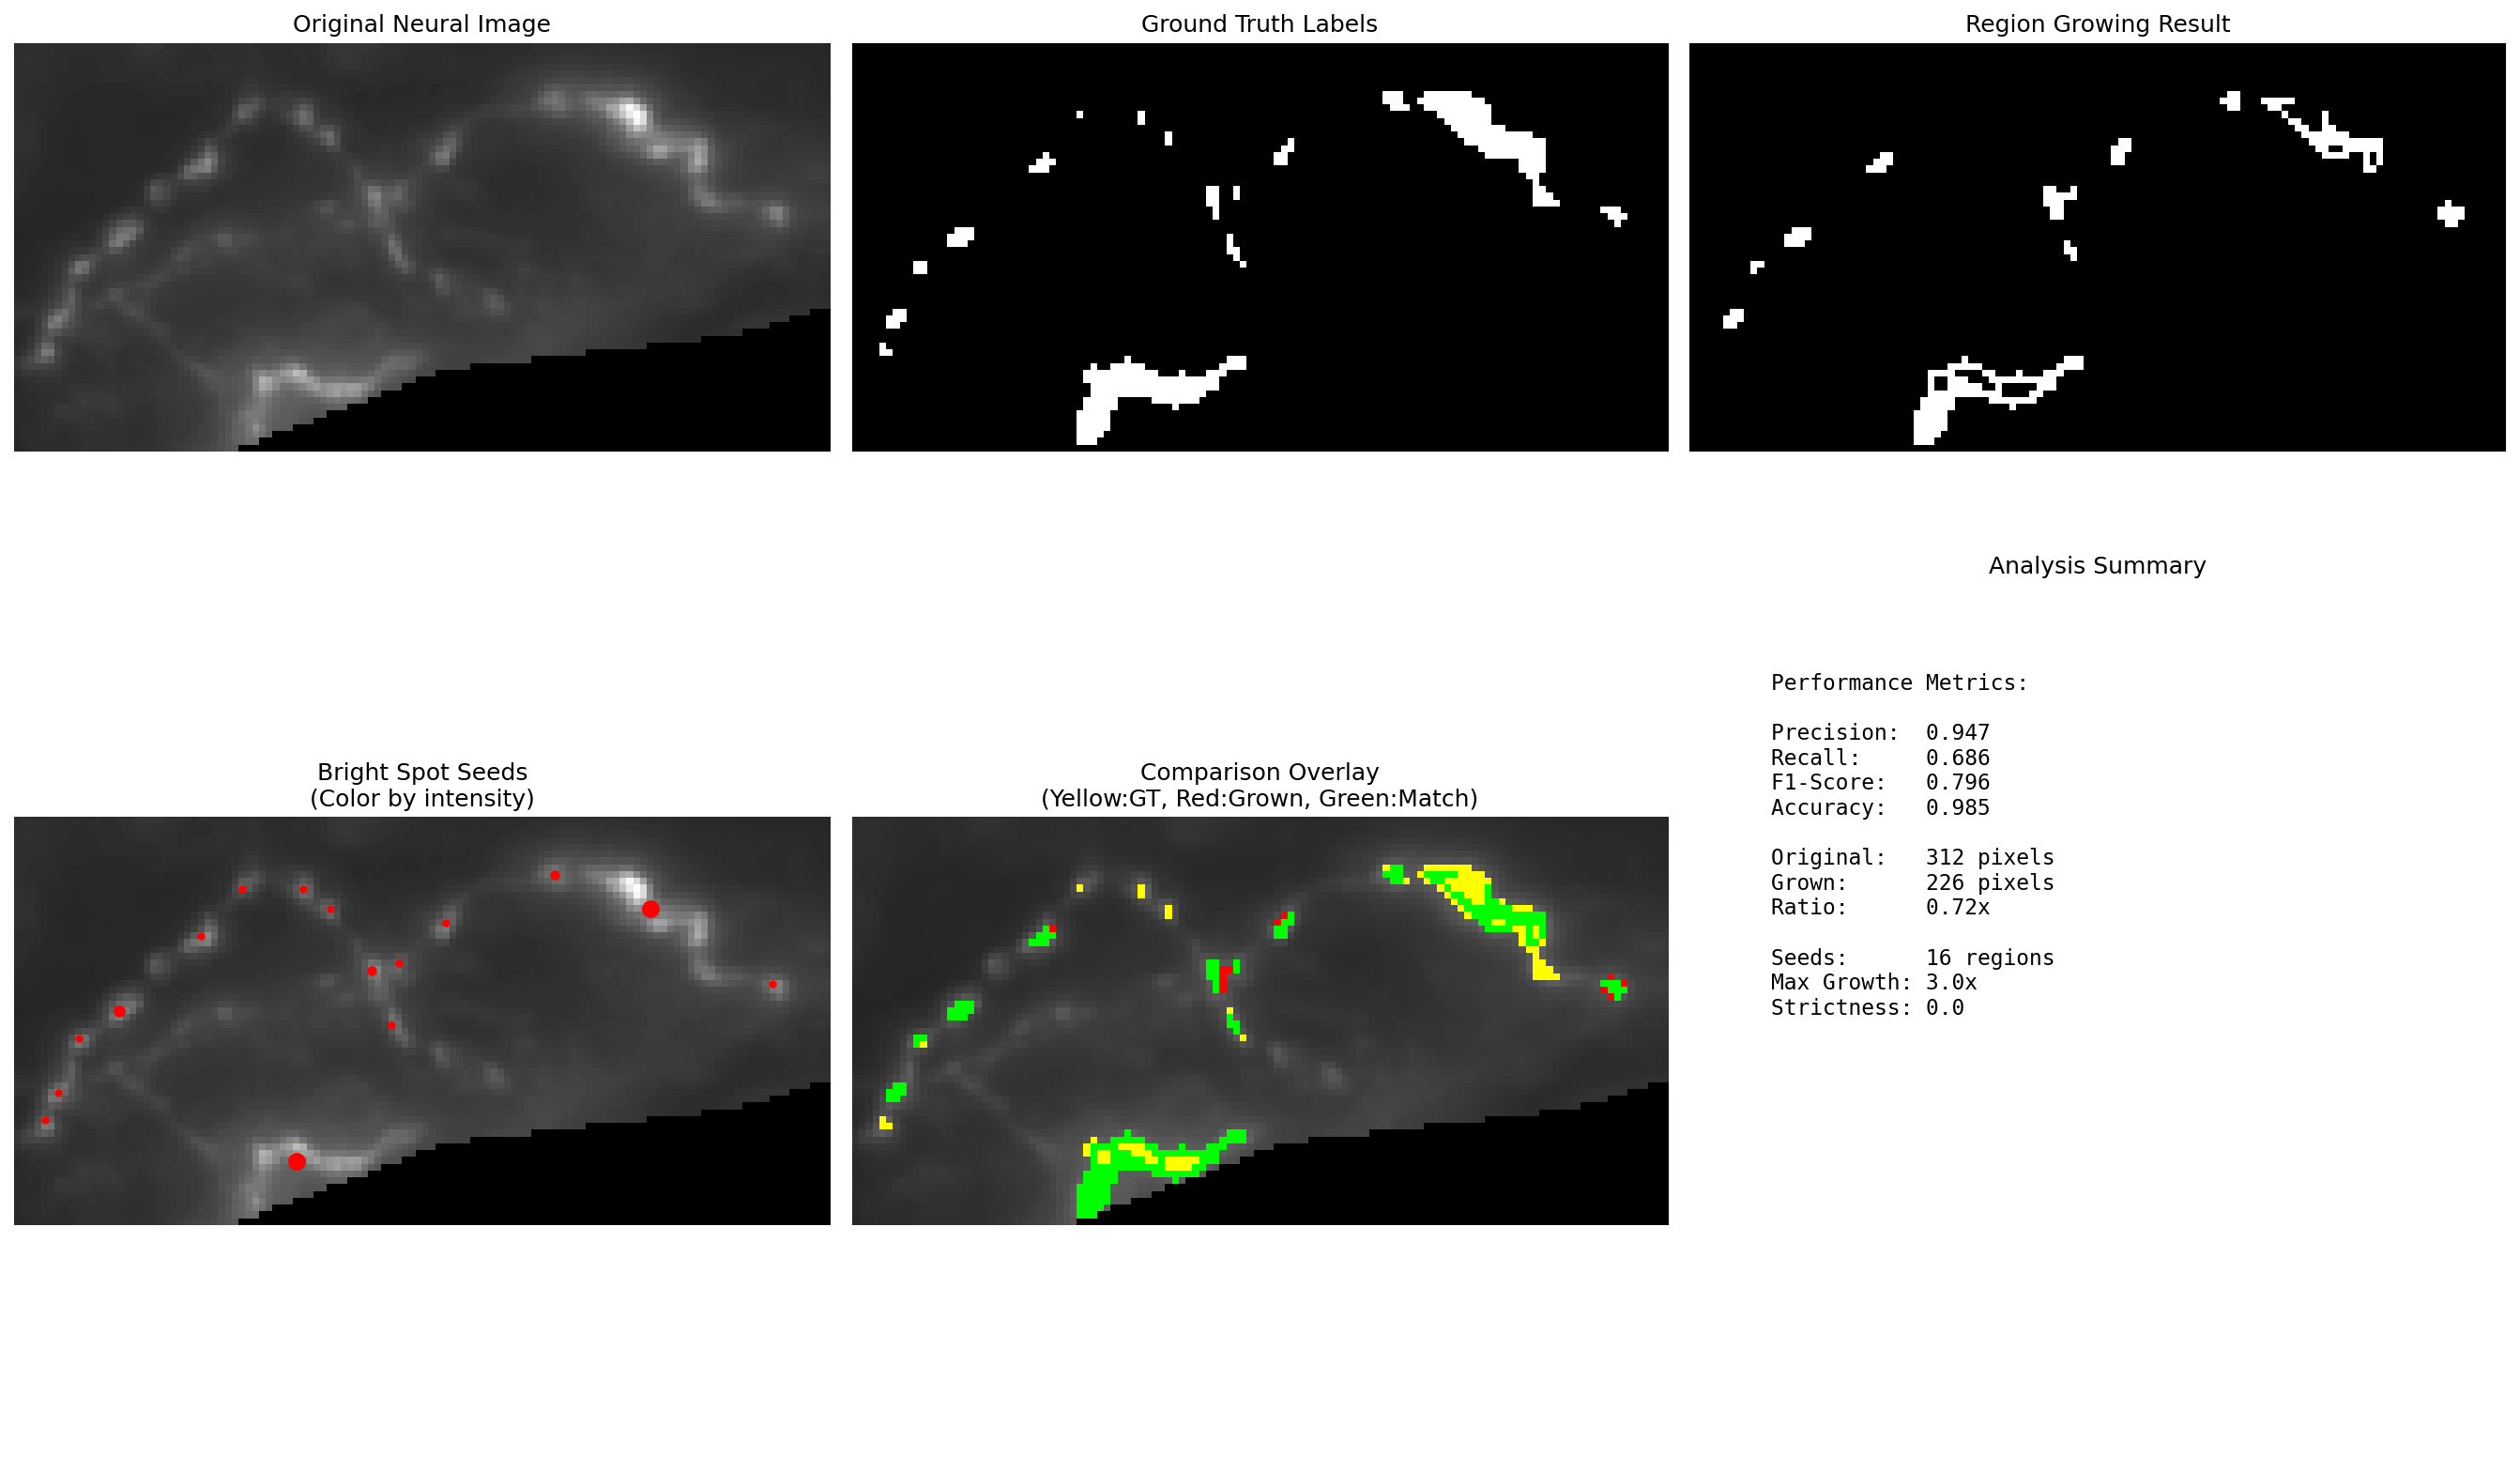 Original Neural Image
Ground Truth Labels
Region Growing Result
Bright Spot Seeds
(Color by intensity)
Comparison Overlay
(Yellow:GT, Red:Grown, Green:Match)
Analysis Summary
Performance Metrics:
Precision:  0.947
Recall:     0.686
F1-Score:   0.796
Accuracy:   0.985
Original:   312 pixels
Grown:      226 pixels
Ratio:      0.72x
Seeds:      16 regions
Max Growth: 3.0x
Strictness: 0.0